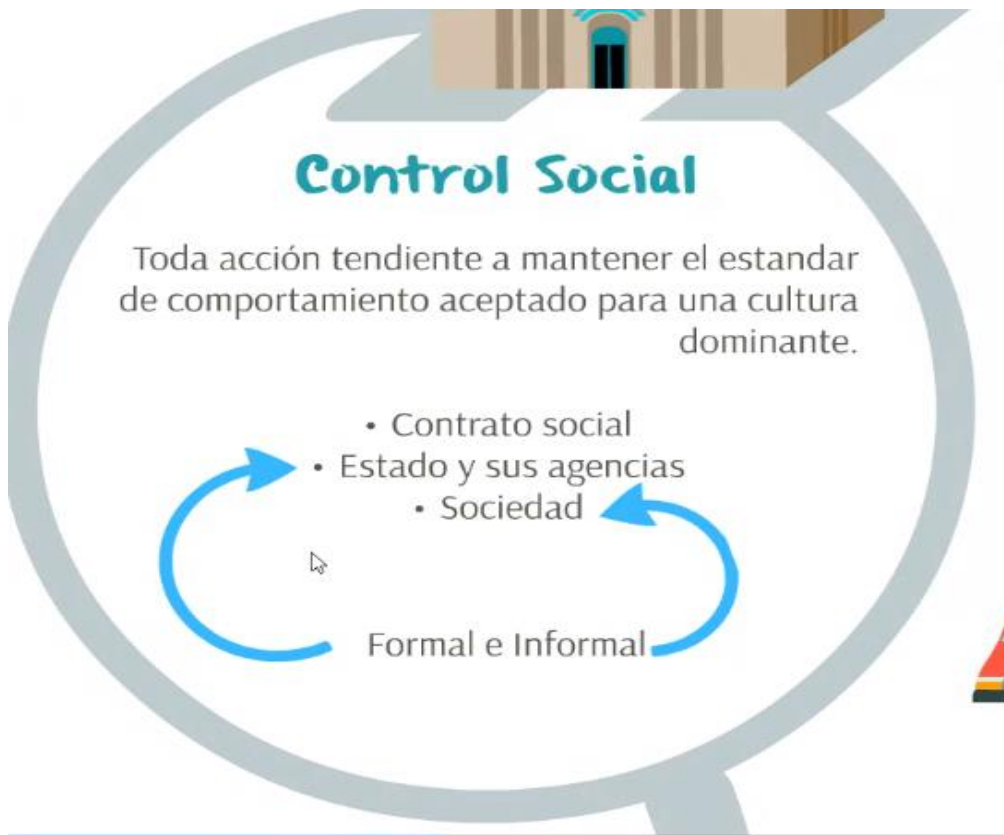 Control Social
Toda acción tendiente a mantener el estandar
de comportamiento aceptado para una cultura
dominante.
• Contrato social
• Estado y sus agencias
• Sociedad
Formal e Informal